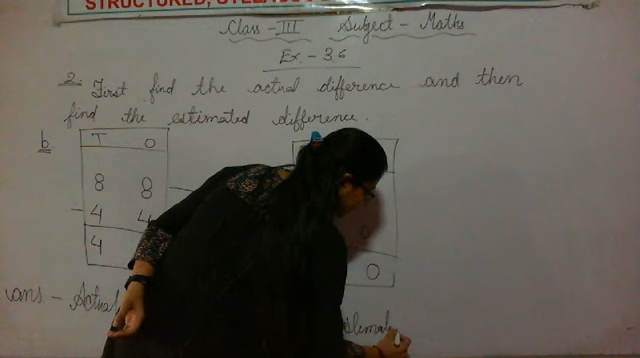 STRUCTURED,
Class - III Subject - Maths
Ex. - 3.6
2. First find the actual difference and then
find the estimated difference.
b
T O
8 8
- 4 4
4
0
ans - Actual